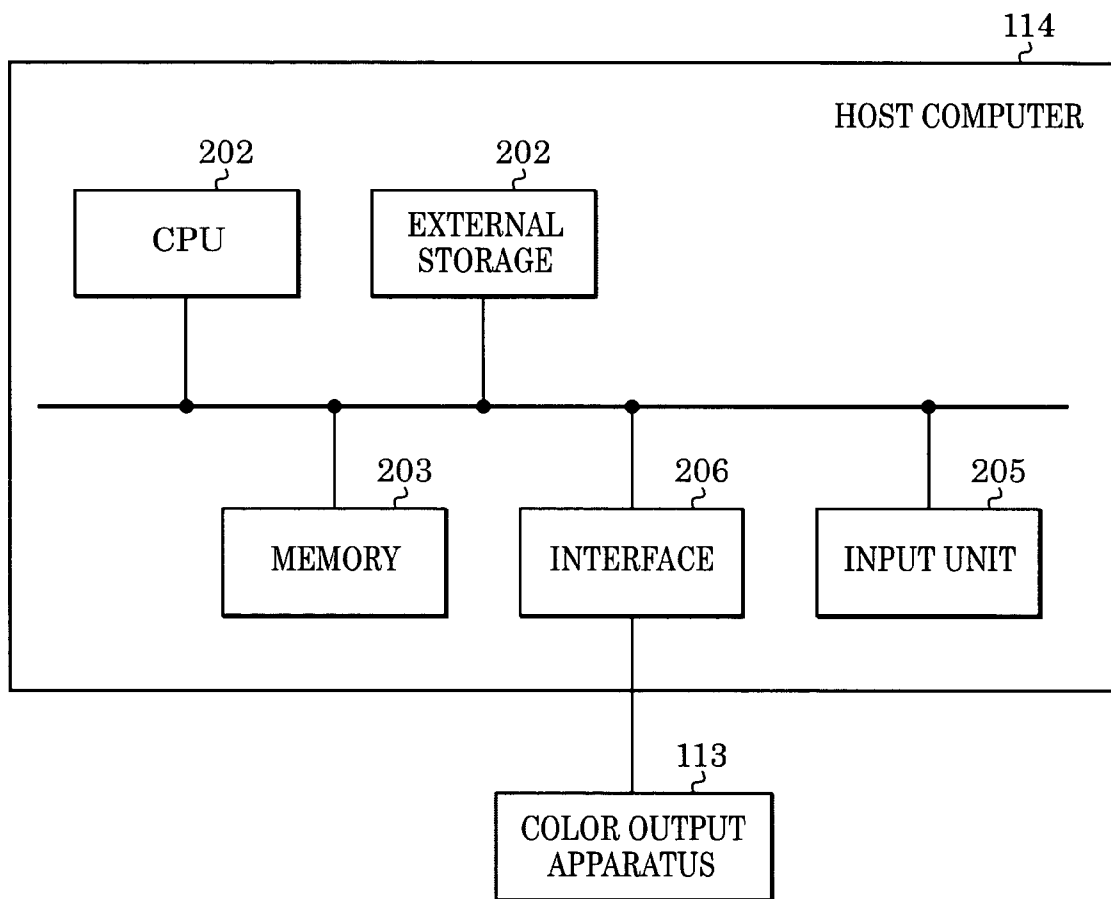 114
HOST COMPUTER
202
202
CPU
EXTERNAL
STORAGE
203
206
205
MEMORY
INTERFACE
INPUT UNIT
113
COLOR OUTPUT
APPARATUS